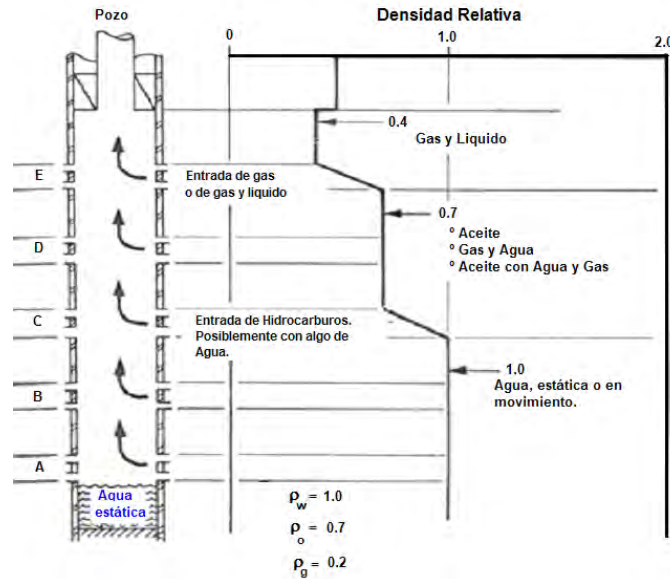 Pozo
Densidad Relativa
0
1.0
2.0
0.4
Gas y Liquido
E
Entrada de gas
o de gas y liquido
0.7
º Aceite
º Gas y Agua
º Aceite con Agua y Gas
D
C
Entrada de Hidrocarburos.
Posiblemente con algo de
Agua.
1.0
Agua, estática o en
movimiento.
B
A
Aqua
estática
ρw = 1.0
ρo = 0.7
ρg = 0.2